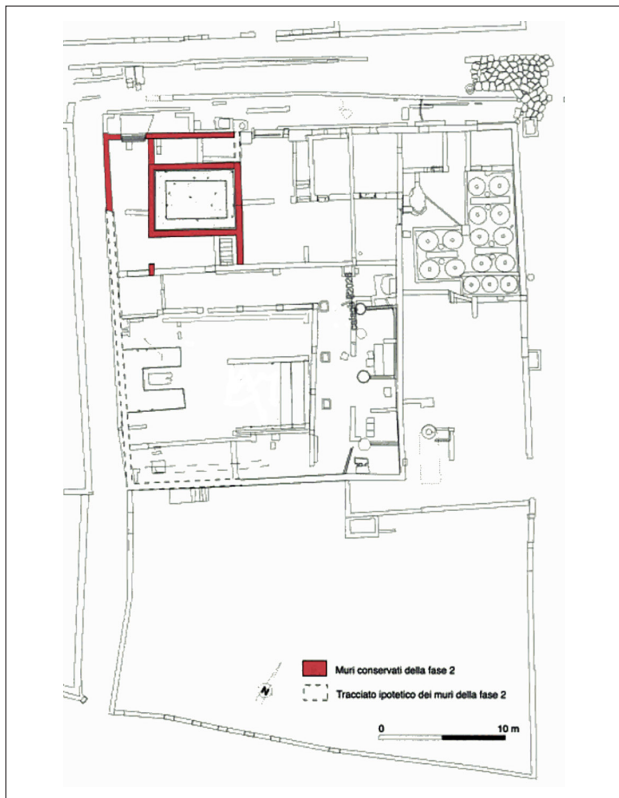 Muri conservati della fase 2
N
Tracciato ipotetico dei muri della fase 2
0 10 m